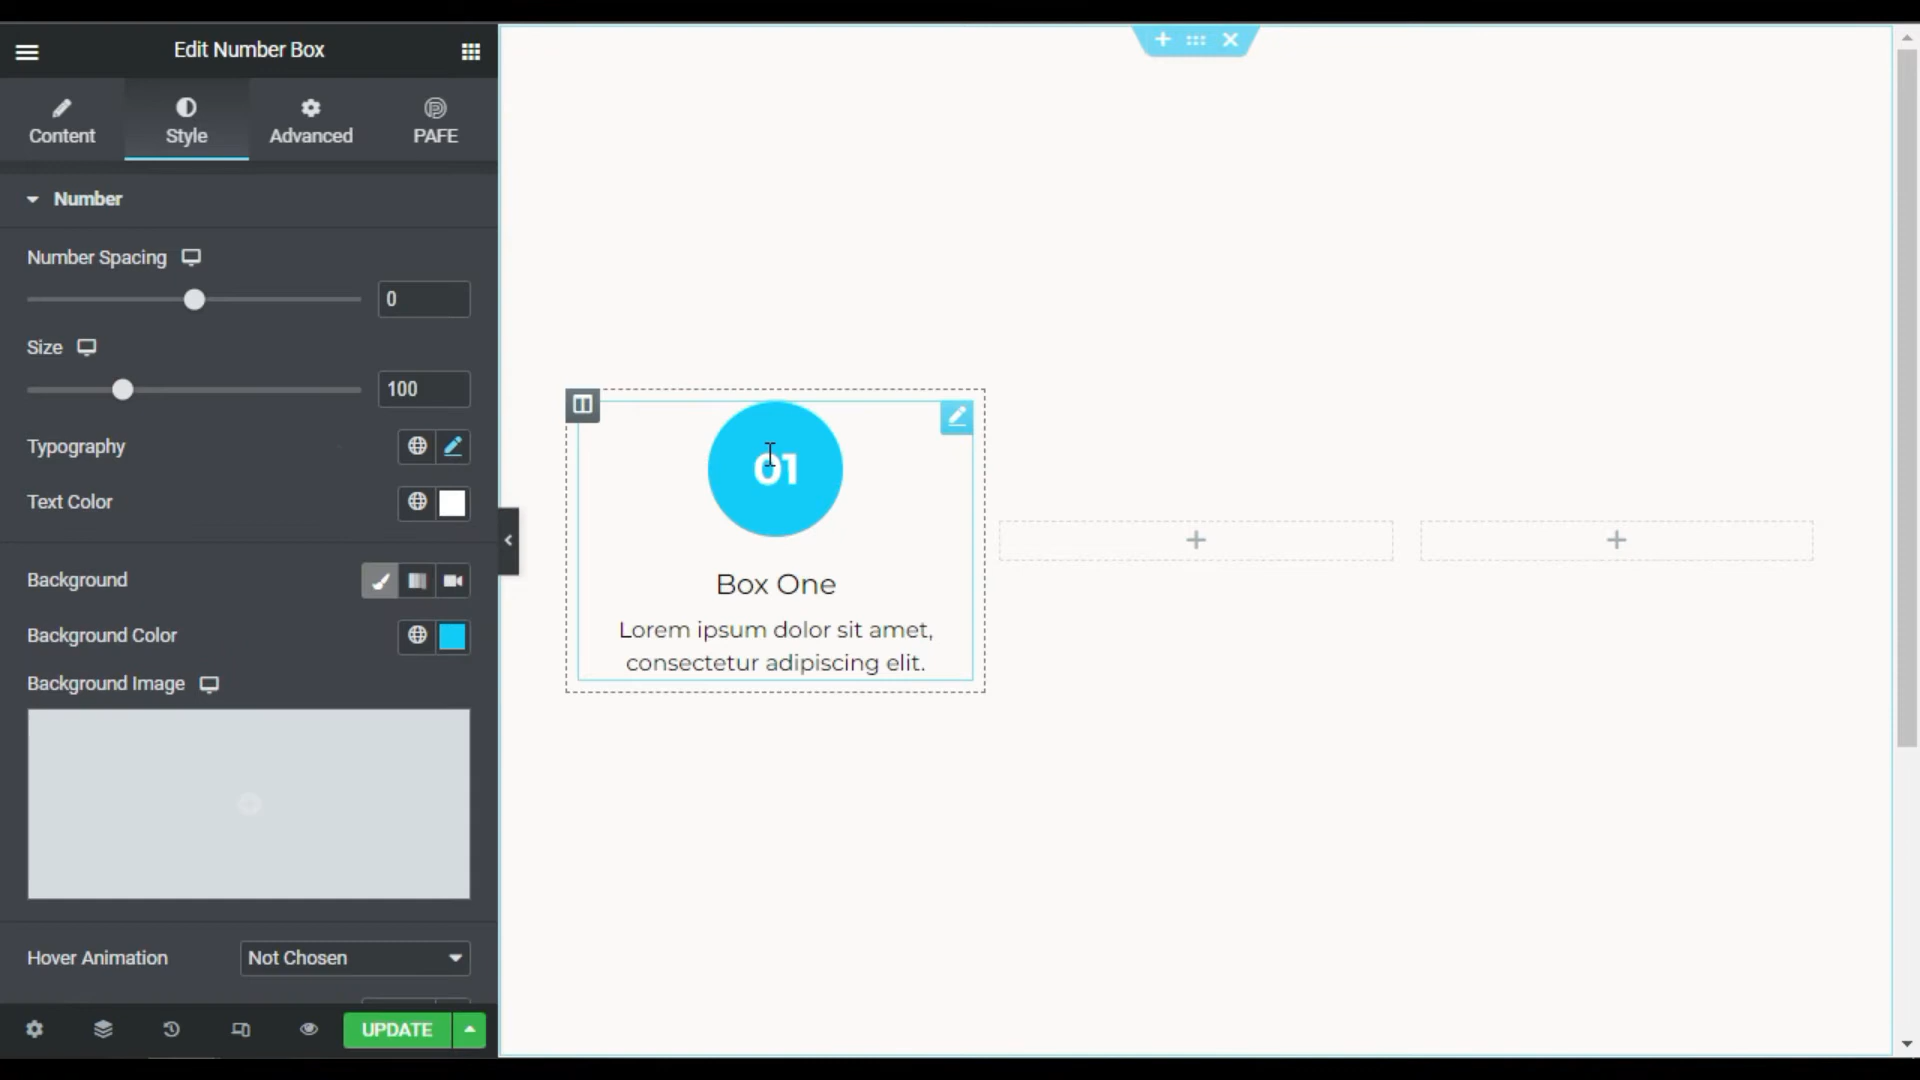 Edit Number Box
Content
Style
Advanced
PAFE
Number
Number Spacing
0
Size
100
Typography
Text Color
Background
Background Color
Background Image
Hover Animation
Not Chosen
UPDATE
01
Box One
Lorem ipsum dolor sit amet,
consectetur adipiscing elit.